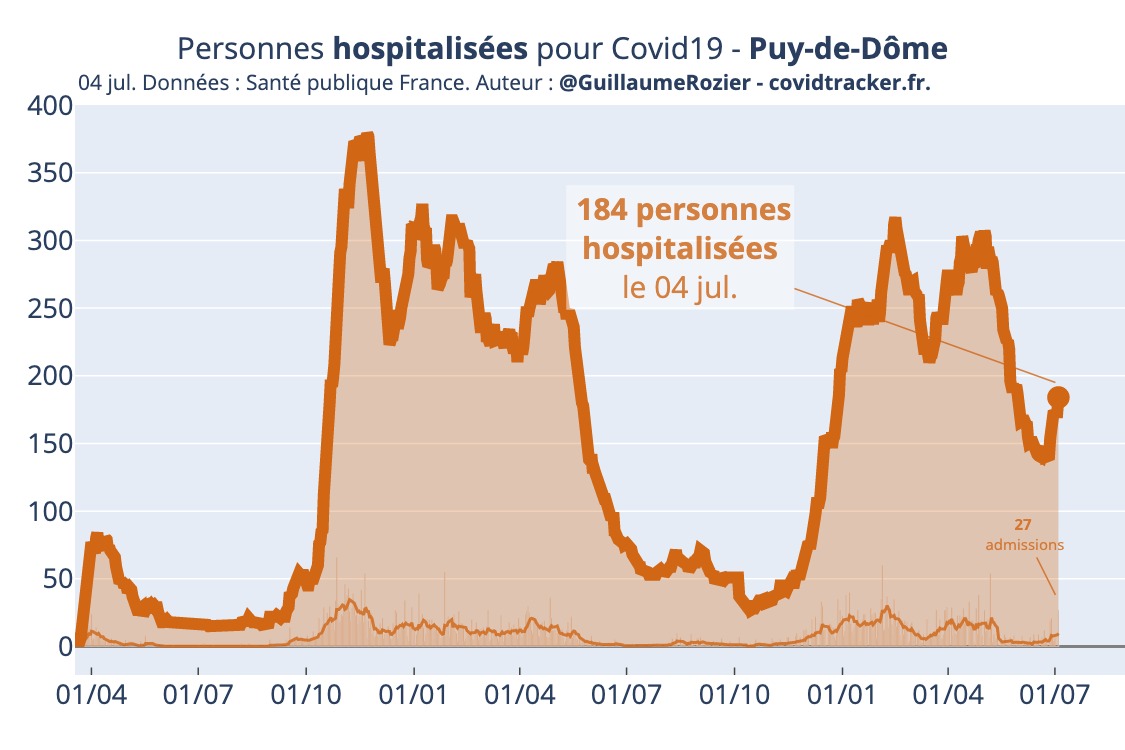 Personnes hospitalisées pour Covid19 - Puy-de-Dôme
04 jul. Données : Santé publique France. Auteur : @GuillaumeRozier - covidtracker.fr.
400
350
300
250
200
150
100
50
0
184 personnes
hospitalisées
le 04 jul.
27
admissions
01/04 01/07 01/10 01/01 01/04 01/07 01/10 01/01 01/04 01/07